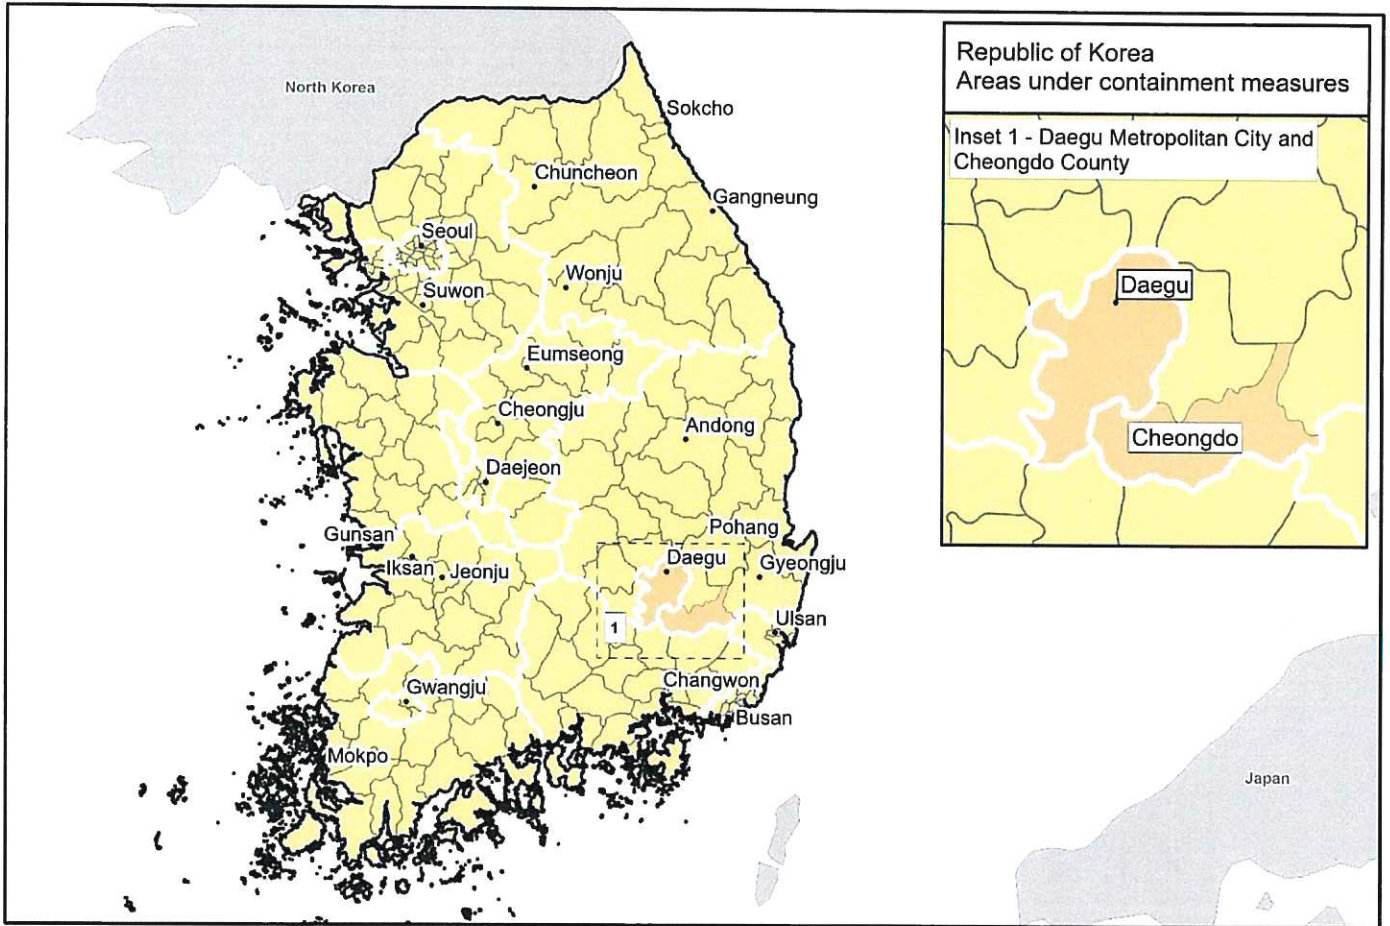 North Korea
Sokcho
Chuncheon
Gangneung
Seoul
Wonju
Suwon
Eumseong
Cheongju
Andong
Daejeon
Pohang
Gunsan
Daegu
Gyeongju
Iksan
Jeonju
1
Ulsan
Changwon
Gwangju
Busan
Mokpo
Japan
Republic of Korea
Areas under containment measures
Inset 1 - Daegu Metropolitan City and
Cheongdo County
Daegu
Cheongdo